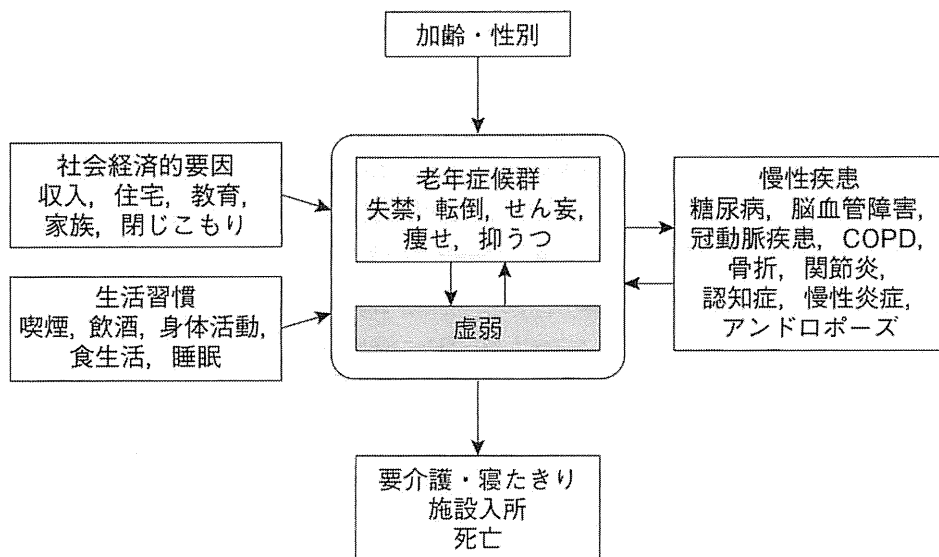 加齢・性別
社会経済的要因
収入, 住宅, 教育,
家族, 閉じこもり
生活習慣
喫煙, 飲酒, 身体活動,
食生活, 睡眠
老年症候群
失禁, 転倒, せん妄,
痩せ, 抑うつ
虚弱
慢性疾患
糖尿病, 脳血管障害,
冠動脈疾患, COPD,
骨折, 関節炎,
認知症, 慢性炎症,
アンドロポーズ
要介護・寝たきり
施設入所
死亡